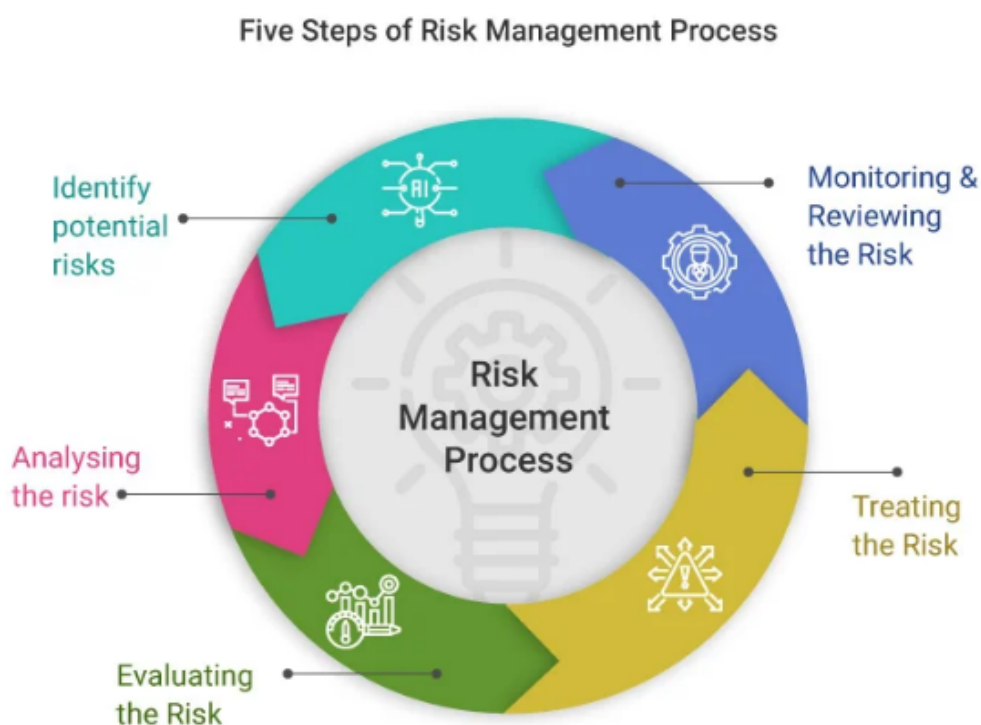 Five Steps of Risk Management Process
Identify
potential
risks
AI
Monitoring &
Reviewing
the Risk
Risk
Management
Process
Analysing
the risk
Treating
the Risk
Evaluating
the Risk